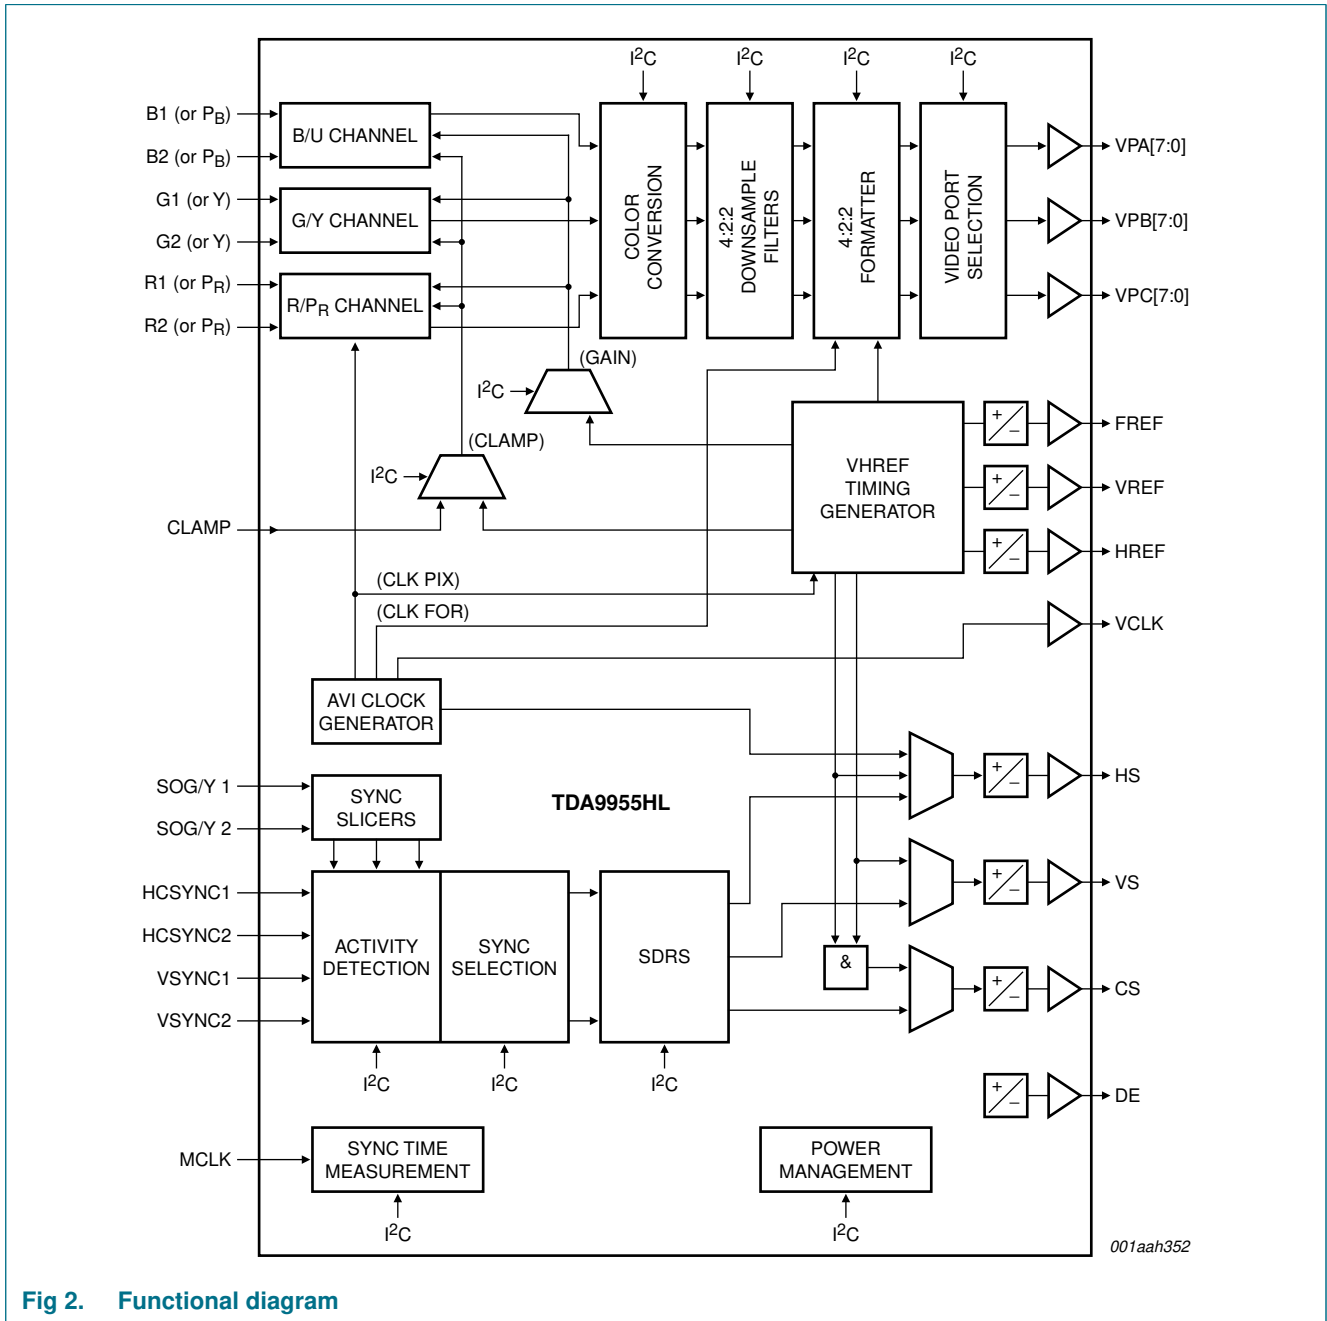 I2C
I2C
I2C
I2C
B1 (or PB)
B2 (or PB)
G1 (or Y)
G2 (or Y)
R1 (or PR)
R2 (or PR)
B/U CHANNEL
G/Y CHANNEL
R/PR CHANNEL
COLOR
CONVERSION
4:2:2
DOWNSAMPLE
FILTERS
4:2:2
FORMATTER
VIDEO PORT
SELECTION
VPA[7:0]
VPB[7:0]
VPC[7:0]
(GAIN)
I2C
(CLAMP)
I2C
CLAMP
VHREF
TIMING
GENERATOR
+
−
FREF
+
−
VREF
+
−
HREF
(CLK PIX)
(CLK FOR)
VCLK
AVI CLOCK
GENERATOR
SOG/Y 1
SOG/Y 2
SYNC
SLICERS
TDA9955HL
+
−
HS
HCSYNC1
HCSYNC2
VSYNC1
VSYNC2
ACTIVITY
DETECTION
SYNC
SELECTION
SDRS
+
−
VS
&
+
−
CS
I2C
I2C
I2C
+
−
DE
MCLK
SYNC TIME
MEASUREMENT
POWER
MANAGEMENT
I2C
I2C
001aah352
Fig 2. Functional diagram